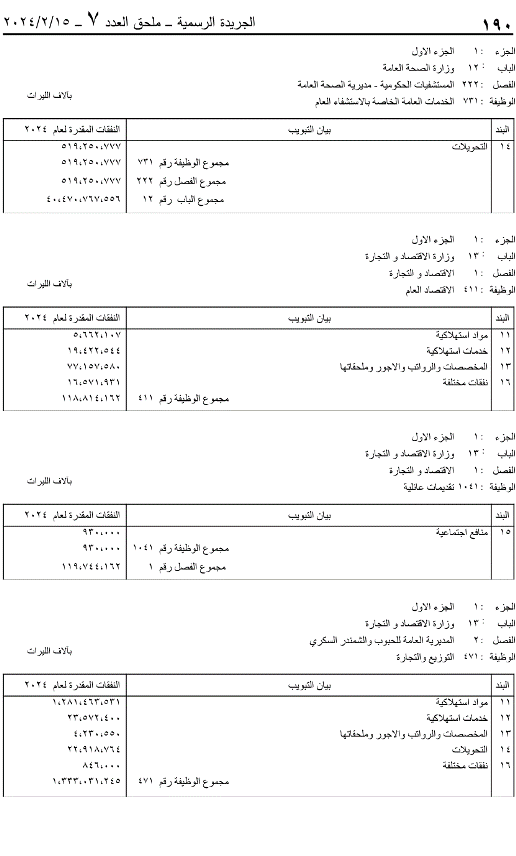 ١٩٠ الجريدة الرسمية – ملحق العدد ٧ – ٢٠٢٤/٢/١٥
الجزء : ١ الجزء الاول
الباب : ١٢ وزارة الصحة العامة
الفصل : ٢٢٢ المستشفيات الحكومية - مديرية الصحة العامة
الوظيفة : ٧٣١ الخدمات العامة الخاصة بالاستشفاء العام
بآلاف الليرات
البند بيان التبويب النفقات المقدرة لعام ٢٠٢٤
١٤ التحويلات ٥١٩،٢٥٠،٧٧٧
مجموع الوظيفة رقم ٧٣١ ٥١٩،٢٥٠،٧٧٧
مجموع الفصل رقم ٢٢٢ ٥١٩،٢٥٠،٧٧٧
مجموع الباب رقم ١٢ ٤٠،٤٧٠،٧٦٧،٥٥٦
الجزء : ١ الجزء الاول
الباب : ١٣ وزارة الاقتصاد و التجارة
الفصل : ١ الاقتصاد و التجارة
الوظيفة : ٤١١ الاقتصاد العام
بآلاف الليرات
البند بيان التبويب النفقات المقدرة لعام ٢٠٢٤
١١ مواد استهلاكية ٥،٦٦٢،١٠٧
١٢ خدمات استهلاكية ١٩،٤٢٢،٥٤٤
١٣ المخصصات والرواتب والاجور وملحقاتها ٧٧،١٥٧،٥٨٠
١٦ نفقات مختلفة ١٦،٥٧١،٩٣١
مجموع الوظيفة رقم ٤١١ ١١٨،٨١٤،١٦٢
الجزء : ١ الجزء الاول
الباب : ١٣ وزارة الاقتصاد و التجارة
الفصل : ١ الاقتصاد و التجارة
الوظيفة : ١٠٤١ تقديمات عائلية
بآلاف الليرات
البند بيان التبويب النفقات المقدرة لعام ٢٠٢٤
١٥ منافع اجتماعية ٩٣٠،٠٠٠
مجموع الوظيفة رقم ١٠٤١ ٩٣٠،٠٠٠
مجموع الفصل رقم ١ ١١٩،٧٤٤،١٦٢
الجزء : ١ الجزء الاول
الباب : ١٣ وزارة الاقتصاد و التجارة
الفصل : ٢ المديرية العامة للحبوب والشمندر السكري
الوظيفة : ٤٧١ التوزيع والتجارة
بآلاف الليرات
البند بيان التبويب النفقات المقدرة لعام ٢٠٢٤
١١ مواد استهلاكية ١،٢٨١،٤٦٣،٥٣١
١٢ خدمات استهلاكية ٢٣،٥٧٢،٤٠٠
١٣ المخصصات والرواتب والاجور وملحقاتها ٤،٢٣٠،٥٥٠
١٤ التحويلات ٢٢،٩١٨،٧٦٤
١٦ نفقات مختلفة ٨٤٦،٠٠٠
مجموع الوظيفة رقم ٤٧١ ١،٣٣٣،٠٣١،٢٤٥